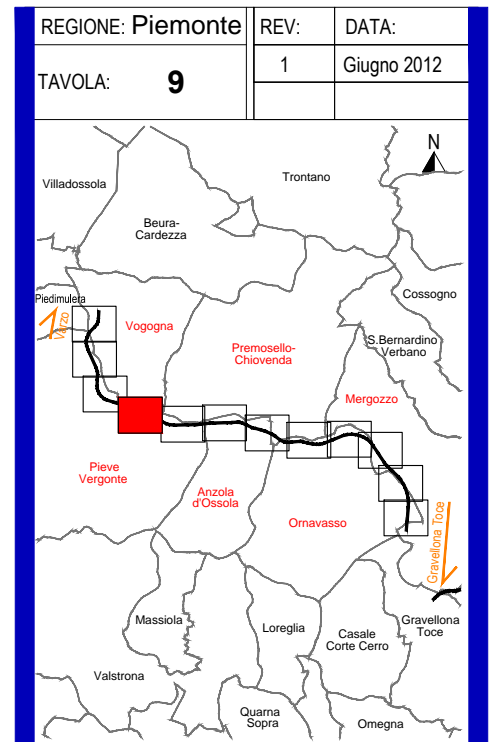 REGIONE: Piemonte REV: DATA:
1 Giugno 2012
TAVOLA: 9
N
Trontano
Villadossola
Beura-
Cardezza
Cossogno
Piedimulera
Varzo
Vogogna
S.Bernardino
Verbano
Premosello-
Chiovenda
Mergozzo
Pieve
Vergonte
Anzola
d'Ossola
Ornavasso
Gravellona Toce
Massiola
Loreglia
Casale
Corte Cerro
Gravellona
Toce
Valstrona
Quarna
Sopra
Omegna